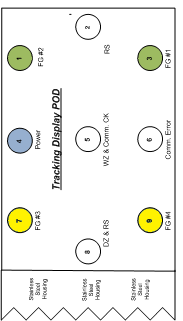 1
FG #2
2
RS
3
FG #1
4
Power
Tracking Display POD
5
WZ & Comm. CK
6
Comm. Error
7
FG #3
8
DZ & RS
9
FG #4
Stainless
Steel
Housing
Stainless
Steel
Housing
Stainless
Steel
Housing